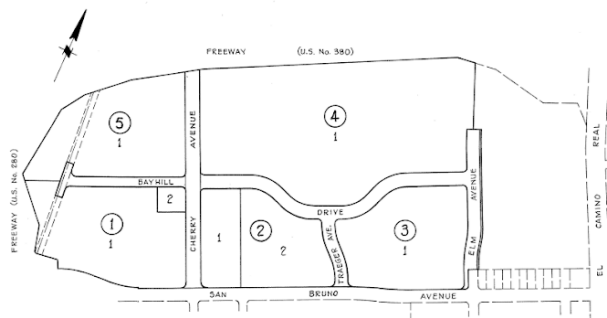 FREEWAY (U.S. No. 380)
5
1
4
1
AVENUE
FREEWAY (U.S. No. 280)
BAYHILL
2
DRIVE
1
1
CHERRY
1
2
2
TRAEGER AVE.
3
1
ELM AVENUE
EL CAMINO REAL
SAN BRUNO AVENUE